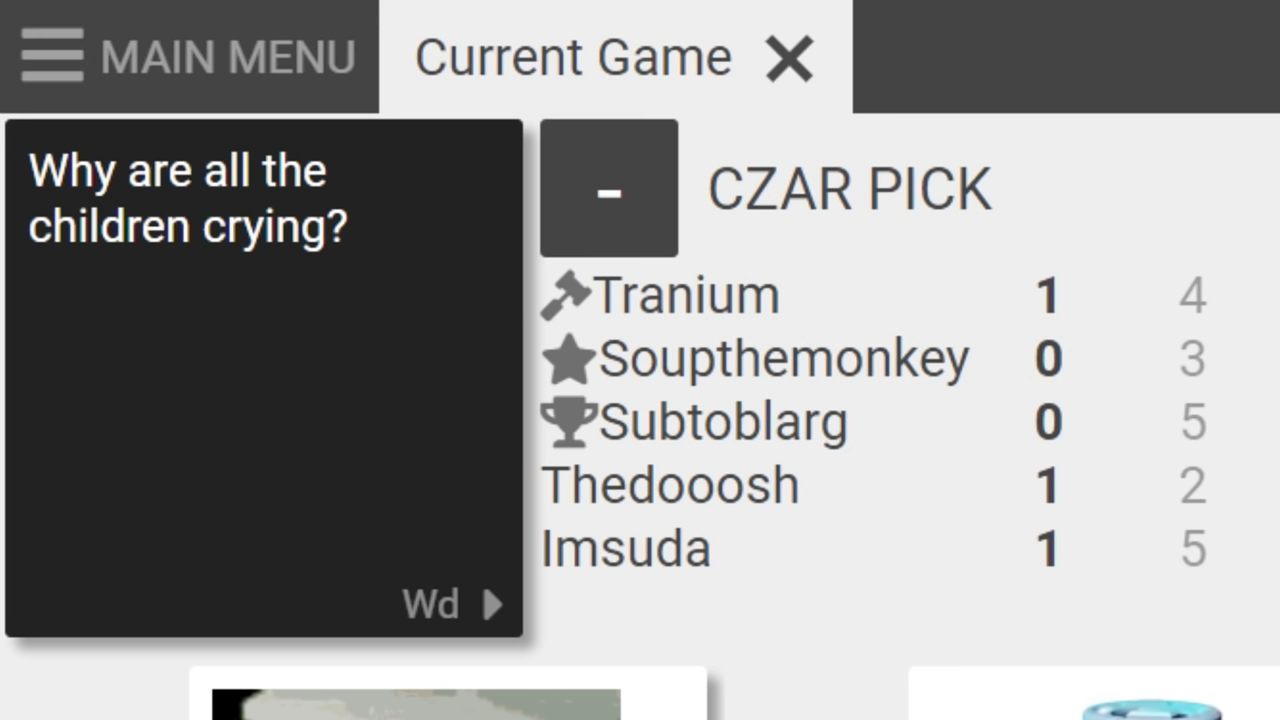 MAIN MENU
Current Game
Why are all the
children crying?
Wd
-
CZAR PICK
Tranium 1 4
Soupthemonkey 0 3
Subtoblarg 0 5
Thedooosh 1 2
Imsuda 1 5